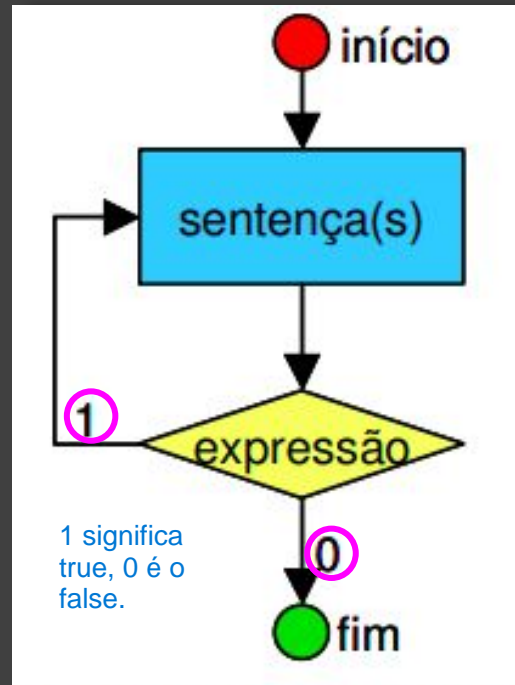 início
sentença(s)
1
expressão
1 significa
true, 0 é o
false.
0
fim